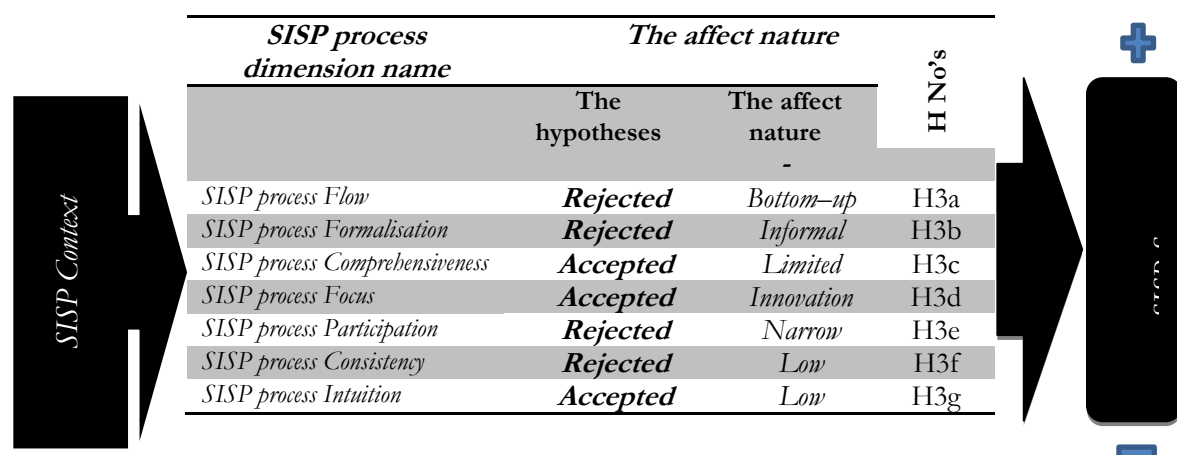 SISP process
dimension name
The affect nature
H No's
The
hypotheses
The affect
nature
-
SISP Context
SISP process Flow Rejected Bottom–up H3a
SISP process Formalisation Rejected Informal H3b
SISP process Comprehensiveness Accepted Limited H3c
SISP process Focus Accepted Innovation H3d
SISP process Participation Rejected Narrow H3e
SISP process Consistency Rejected Low H3f
SISP process Intuition Accepted Low H3g